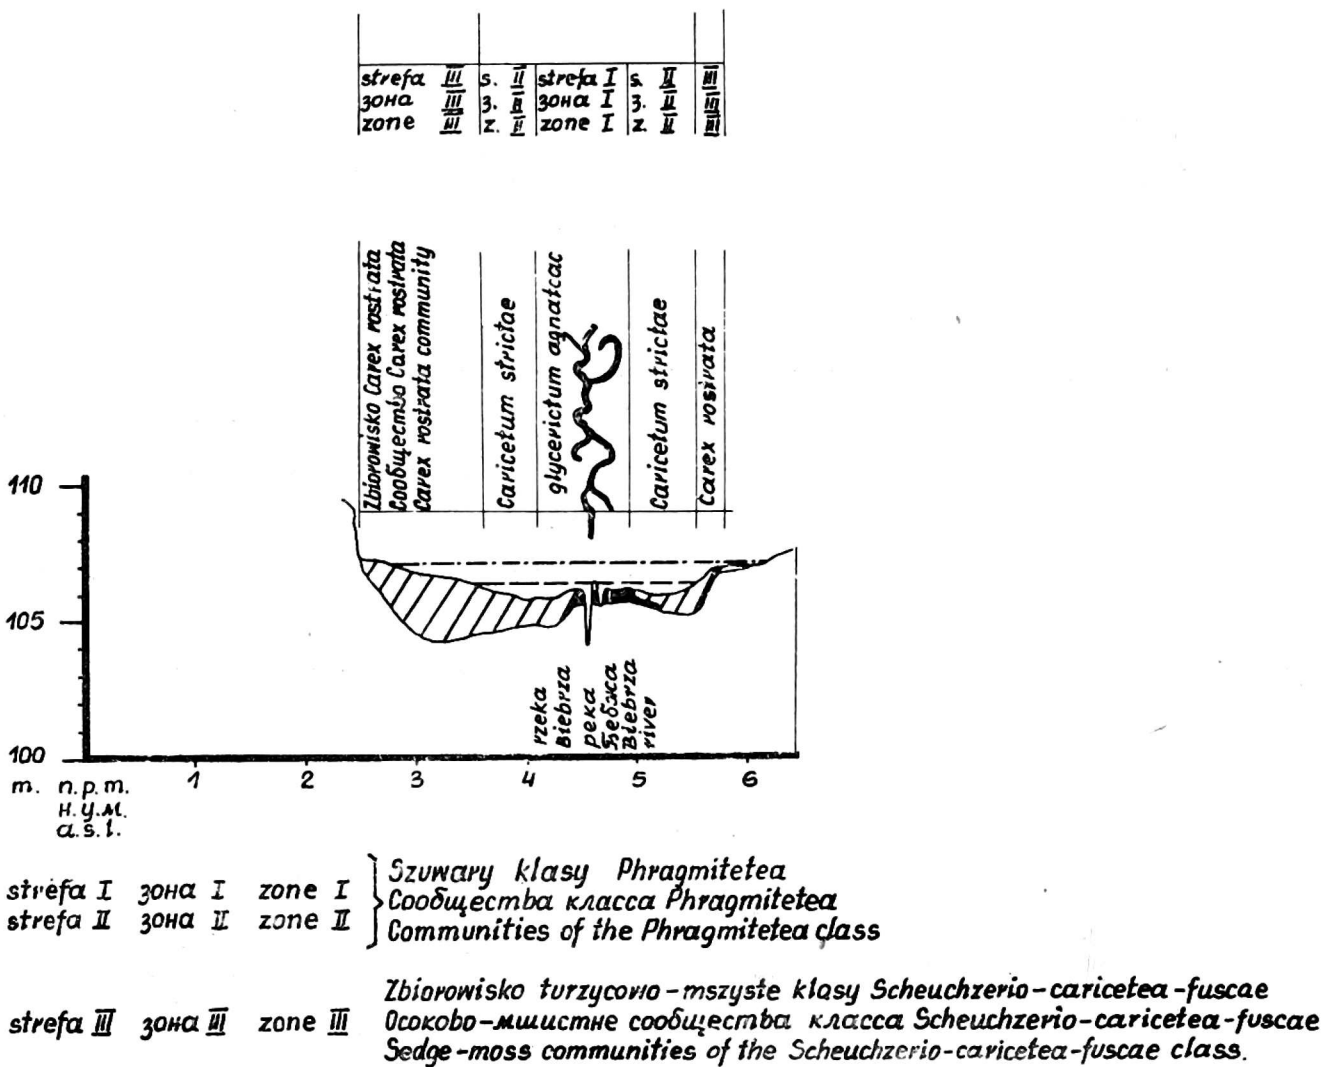 strefa III s. II strefa I s. II III
зона III з. II зона I з. II III
zone III z. II zone I z. II III
Zbiorowisko Carex rostrata
Сообщество Carex rostrata
Carex rostrata community
Caricetum strictae
glycerictum agnatcac
Caricetum strictae
Carex rosirata
110
105
100
rzeka
Biebrza
река
Бебжа
Biebrza
river
1 2 3 4 5 6
m. n.p.m.
н.у.м.
a.s.l.
strefa I зона I zone I
strefa II зона II zone II
Szuwary klasy Phragmitetea
Сообщества класса Phragmitetea
Communities of the Phragmitetea class
strefa III зона III zone III
Zbiorowisko turzycowo-mszyste klasy Scheuchzerio-caricetea-fuscae
Осоково-мшистне сообщества класса Scheuchzerio-caricetea-fuscae
Sedge-moss communities of the Scheuchzerio-caricetea-fuscae class.